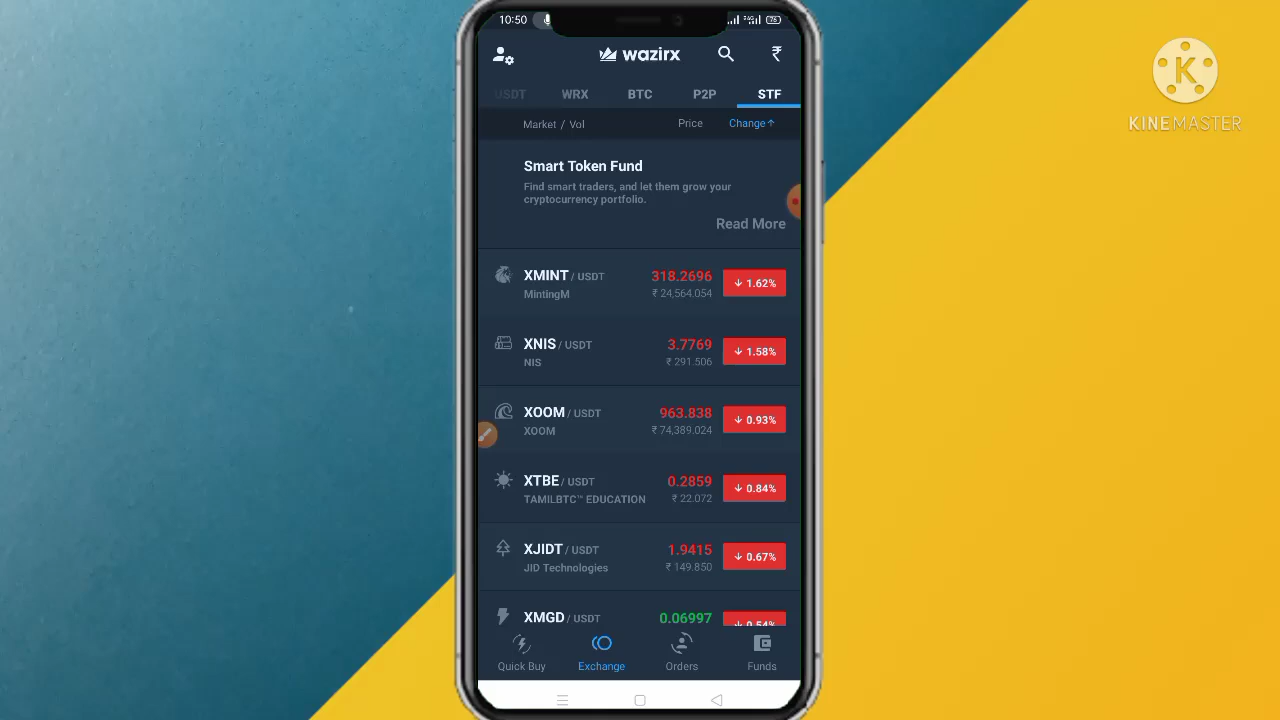 10:50
wazirx
₹
USDT WRX BTC P2P STF
Market / Vol Price Change↑
Smart Token Fund
Find smart traders, and let them grow your
cryptocurrency portfolio.
Read More
XMINT / USDT 318.2696 ↓ 1.62%
MintingM ₹ 24,564.054
XNIS / USDT 3.7769 ↓ 1.58%
NIS ₹ 291.506
XOOM / USDT 963.838 ↓ 0.93%
XOOM ₹ 74,389.024
XTBE / USDT 0.2859 ↓ 0.84%
TAMILBTC™ EDUCATION ₹ 22.072
XJIDT / USDT 1.9415 ↓ 0.67%
JID Technologies ₹ 149.850
XMGD / USDT 0.06997 ↓ 0.54%
Quick Buy Exchange Orders Funds
K
KINEMASTER